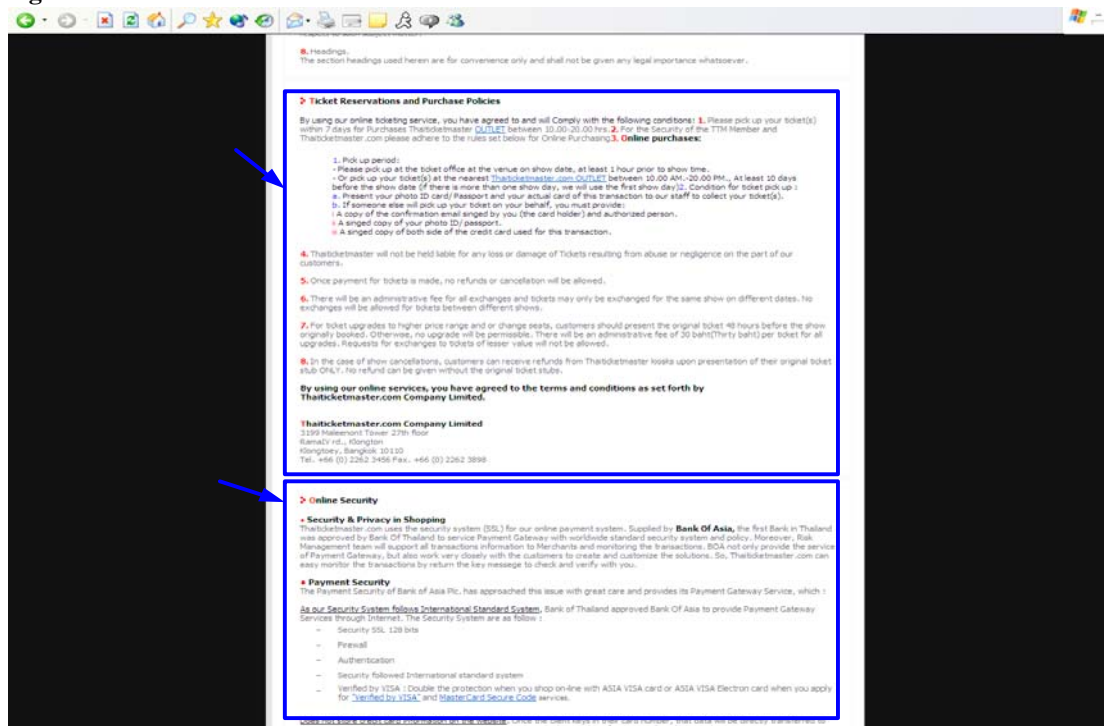 8. Headings.
The section headings used herein are for convenience only and shall not be given any legal importance whatsoever.
Ticket Reservations and Purchase Policies
By using our online ticketing service, you have agreed to and will Comply with the following conditions: 1. Please pick up your ticket(s)
within 7 days for Purchases Thaiticketmaster OUTLET between 10.00-20.00 hrs.2. For the Security of the TTM Member and
Thaiticketmaster.com please adhere to the rules set below for Online Purchasing3. Online purchases:
1. Pick up period:
- Please pick up at the ticket office at the venue on show date, at least 1 hour prior to show time.
- Or pick up your ticket(s) at the nearest Thaiticketmaster.com OUTLET between 10.00 AM.-20.00 PM., At least 10 days
before the show date (if there is more than one show day, we will use the first show day)2. Condition for ticket pick up :
a. Present your photo ID card/ Passport and your actual card of this transaction to our staff to collect your ticket(s).
b. If someone else will pick up your ticket on your behalf, you must provide:
i A copy of the confirmation email singed by you (the card holder) and authorized person.
ii A singed copy of your photo ID/ passport.
iii A singed copy of both side of the credit card used for this transaction.
4. Thaiticketmaster will not be held liable for any loss or damage of Tickets resulting from abuse or negligence on the part of our
customers.
5. Once payment for tickets is made, no refunds or cancellation will be allowed.
6. There will be an administrative fee for all exchanges and tickets may only be exchanged for the same show on different dates. No
exchanges will be allowed for tickets between different shows.
7. For ticket upgrades to higher price range and or change seats, customers should present the original ticket 48 hours before the show
originally booked. Otherwise, no upgrade will be permissible. There will be an administrative fee of 30 baht(Thirty baht) per ticket for all
upgrades. Requests for exchanges to tickets of lesser value will not be allowed.
8. In the case of show cancellations, customers can receive refunds from Thaiticketmaster kiosks upon presentation of their original ticket
stub ONLY. No refund can be given without the original ticket stubs.
By using our online services, you have agreed to the terms and conditions as set forth by
Thaiticketmaster.com Company Limited.
Thaiticketmaster.com Company Limited
3199 Maleenont Tower 27th floor
RamaIV rd., Klongton
Klongtoey, Bangkok 10110
Tel. +66 (0) 2262 3456 Fax. +66 (0) 2262 3898
Online Security
Security & Privacy in Shopping
Thaiticketmaster.com uses the security system (SSL) for our online payment system. Supplied by Bank Of Asia, the first Bank in Thailand
was approved by Bank Of Thailand to service Payment Gateway with worldwide standard security system and policy. Moreover, Risk
Management team will support all transactions information to Merchants and monitoring the transactions. BOA not only provide the service
of Payment Gateway, but also work very closely with the customers to create and customize the solutions. So, Thaiticketmaster.com can
easy monitor the transactions by return the key message to check and verify with you.
Payment Security
The Payment Security of Bank of Asia Plc. has approached this issue with great care and provides its Payment Gateway Service, which :
As our Security System follows International Standard System, Bank of Thailand approved Bank Of Asia to provide Payment Gateway
Services through Internet. The Security System are as follow :
– Security SSL 128 bits
– Firewall
– Authentication
– Security followed International standard system
– Verified by VISA : Double the protection when you shop on-line with ASIA VISA card or ASIA VISA Electron card when you apply
for "Verified by VISA" and MasterCard Secure Code services.
Does not store credit card information on the website. Once the client keys in their card number, that data will be directly transferred to